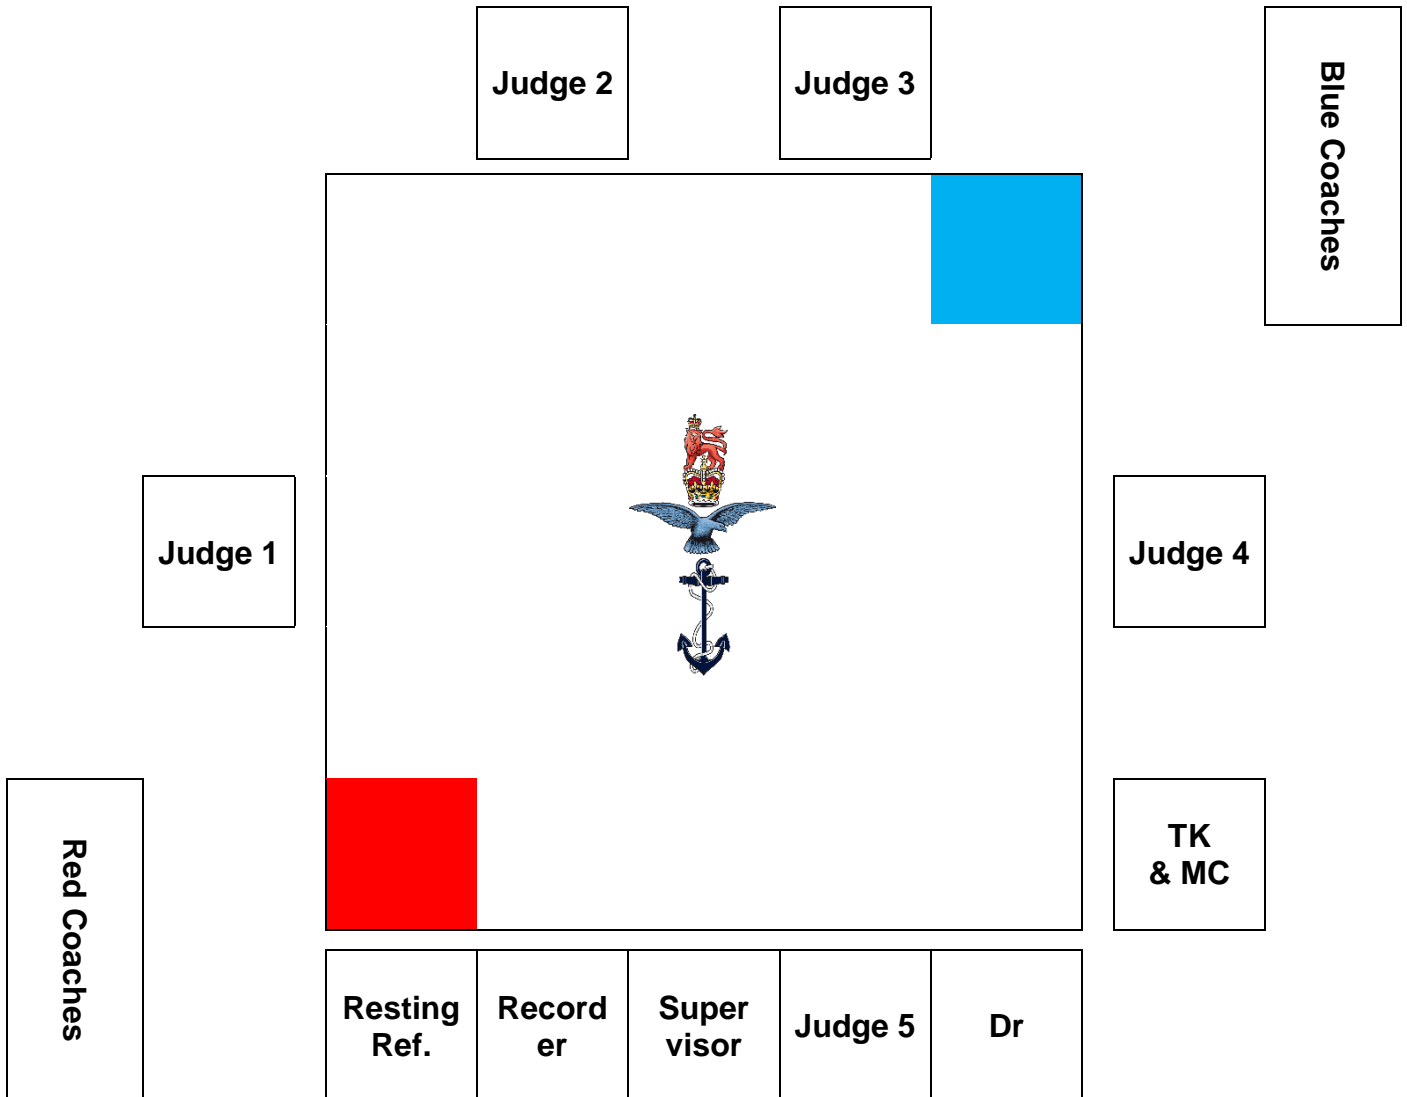 Judge 2
Judge 3
Blue Coaches
Judge 1
Judge 4
TK
& MC
Red Coaches
Resting
Ref.
Record
er
Super
visor
Judge 5
Dr